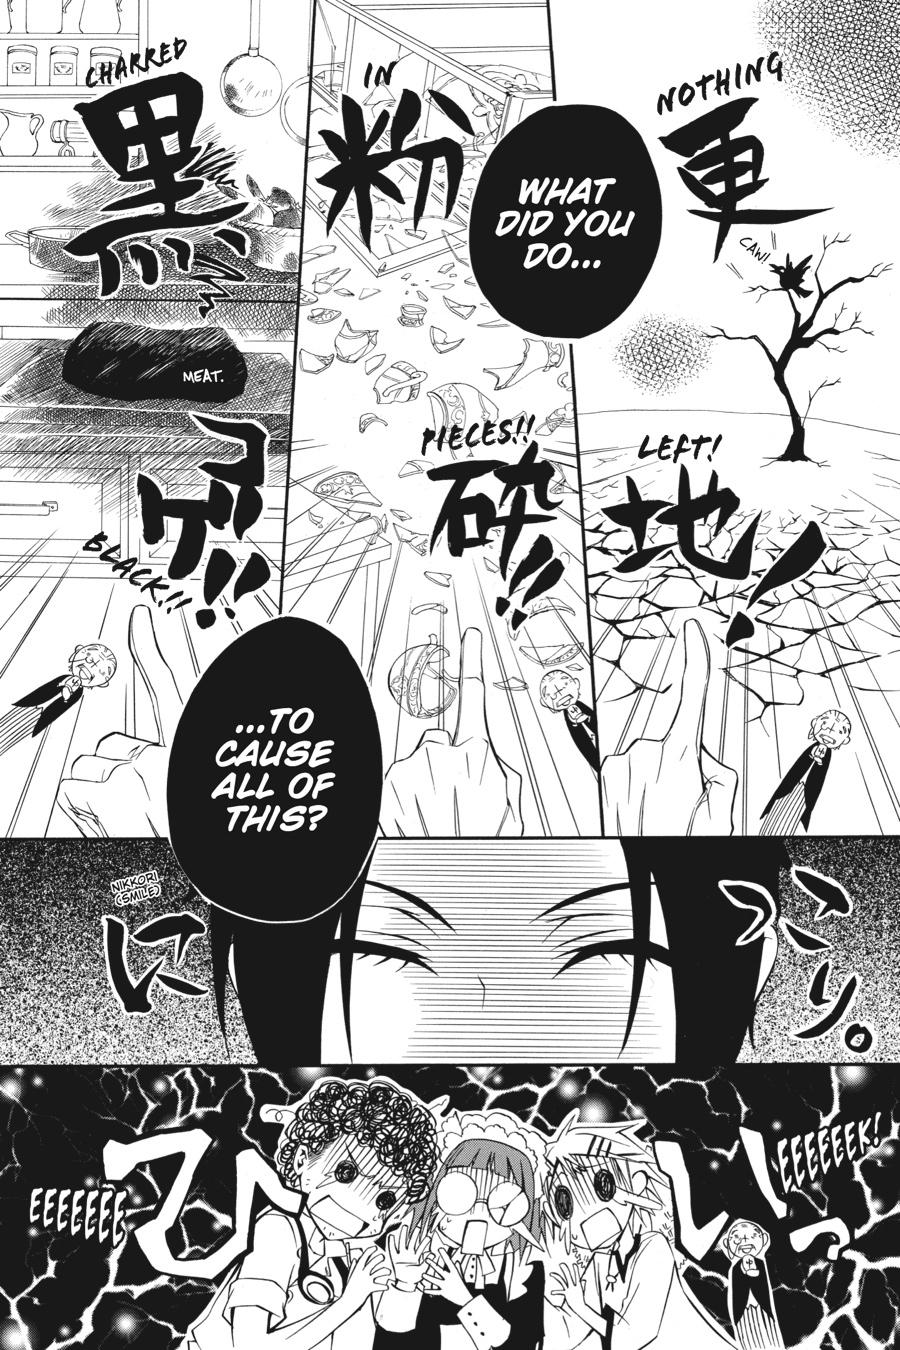 NOTHING
更
CAW!
LEFT!
地!
WHAT
DID YOU
DO...
IN
粉
PIECES!!
砕!!
CHARRED
黒
MEAT.
コゲ!!
BLACK!!
...TO
CAUSE
ALL OF
THIS?
NIKKORI
(SMILE)
にっこり。
EEEEEEEK!
ひいっ
EEEEEEE